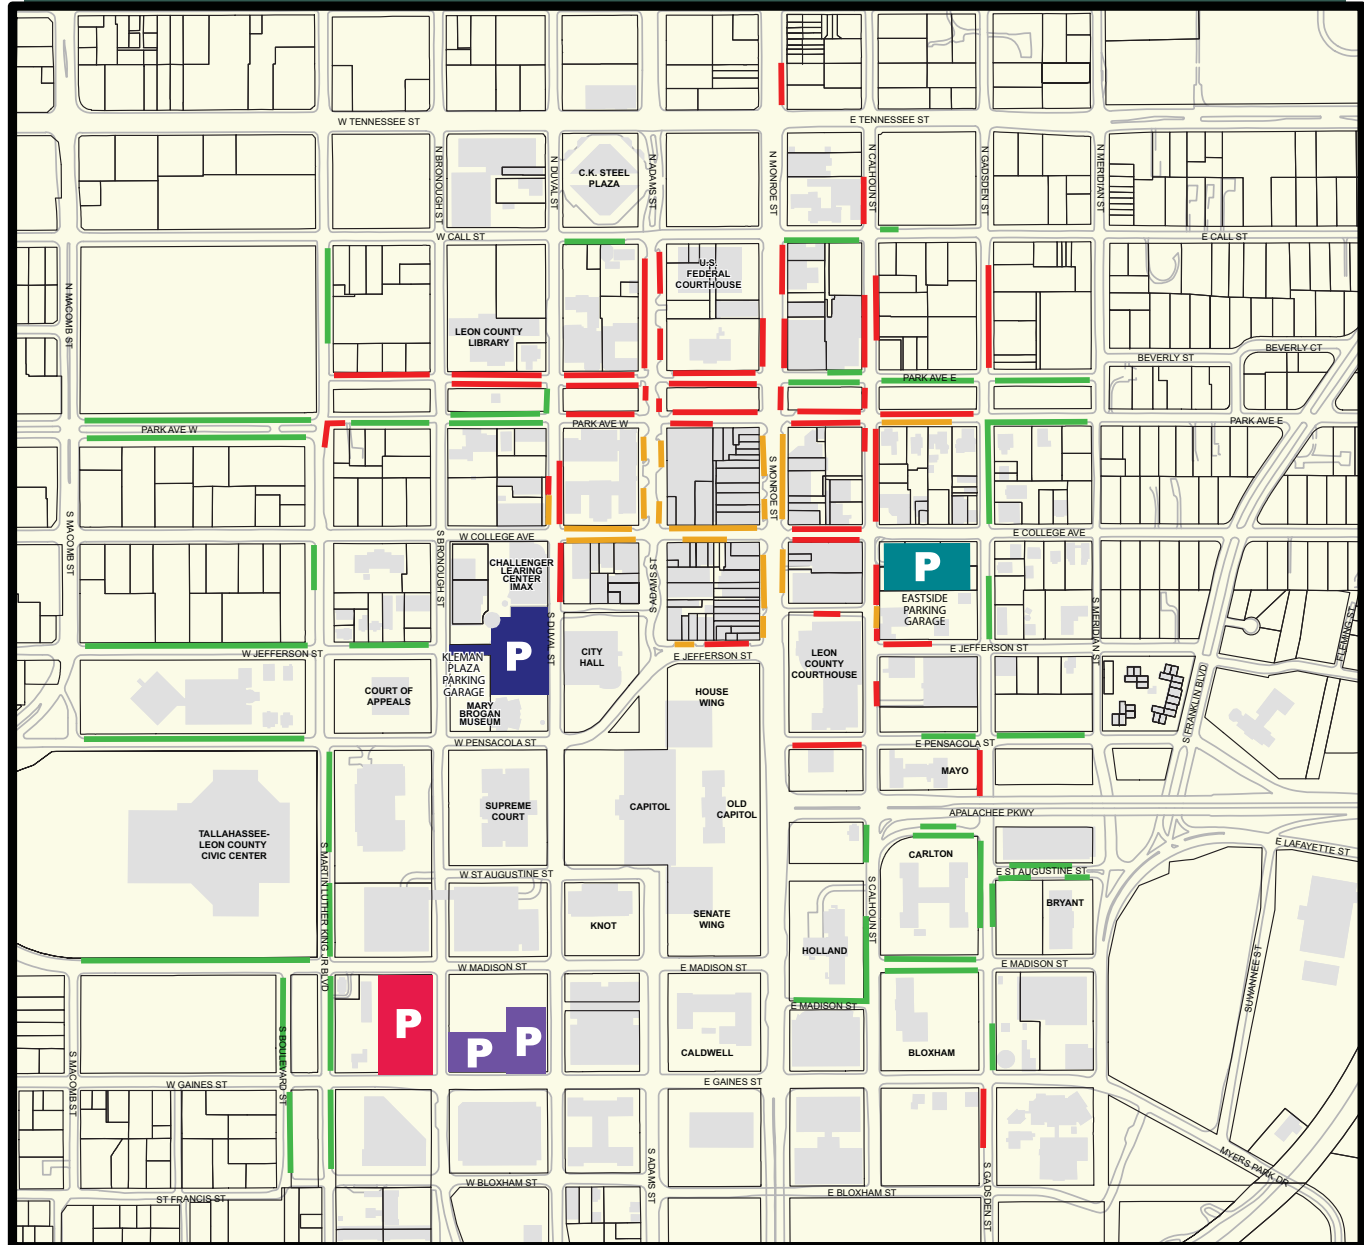 W TENNESSEE ST
E TENNESSEE ST
N BRONOUGH ST
N DUVAL ST
C.K. STEEL
PLAZA
N ADAMS ST
N MONROE ST
N CALHOUN ST
N GADSDEN ST
N MERIDIAN ST
W CALL ST
E CALL ST
N MACOMB ST
LEON COUNTY
LIBRARY
U.S.
FEDERAL
COURTHOUSE
BEVERLY ST
BEVERLY CT
PARK AVE E
PARK AVE W
PARK AVE W
PARK AVE E
S MONROE ST
S MACOMB ST
S BRONOUGH ST
W COLLEGE AVE
E COLLEGE AVE
CHALLENGER
LEARING
CENTER
IMAX
S DUVAL ST
S ADAMS ST
P
EASTSIDE
PARKING
GARAGE
S MERIDIAN ST
FLEMING ST
W JEFFERSON ST
E JEFFERSON ST
E JEFFERSON ST
P
KLEMAN
PLAZA
PARKING
GARAGE
CITY
HALL
LEON
COUNTY
COURTHOUSE
COURT OF
APPEALS
MARY
BROGAN
MUSEUM
HOUSE
WING
S FRANKLIN BLVD
W PENSACOLA ST
E PENSACOLA ST
MAYO
SUPREME
COURT
CAPITOL
OLD
CAPITOL
APALACHEE PKWY
TALLAHASSEE-
LEON COUNTY
CIVIC CENTER
S MARTIN LUTHER KING JR BLVD
CARLTON
E LAFAYETTE ST
W ST AUGUSTINE ST
E ST AUGUSTINE ST
S CALHOUN ST
KNOT
SENATE
WING
BRYANT
HOLLAND
W MADISON ST
E MADISON ST
E MADISON ST
E MADISON ST
SUWANNEE ST
P
P
P
CALDWELL
BLOXHAM
S BOULEVARD ST
S MACOMB ST
W GAINES ST
E GAINES ST
S ADAMS ST
S GADSDEN ST
MYERS PARK DR
W BLOXHAM ST
E BLOXHAM ST
ST FRANCIS ST